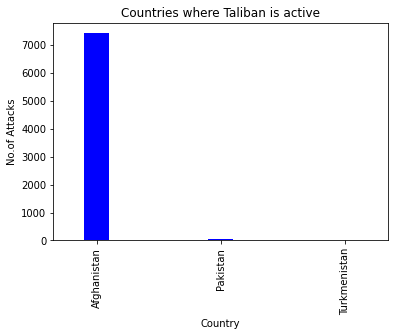 Countries where Taliban is active
No.of Attacks
7000
6000
5000
4000
3000
2000
1000
0
Afghanistan
Pakistan
Turkmenistan
Country